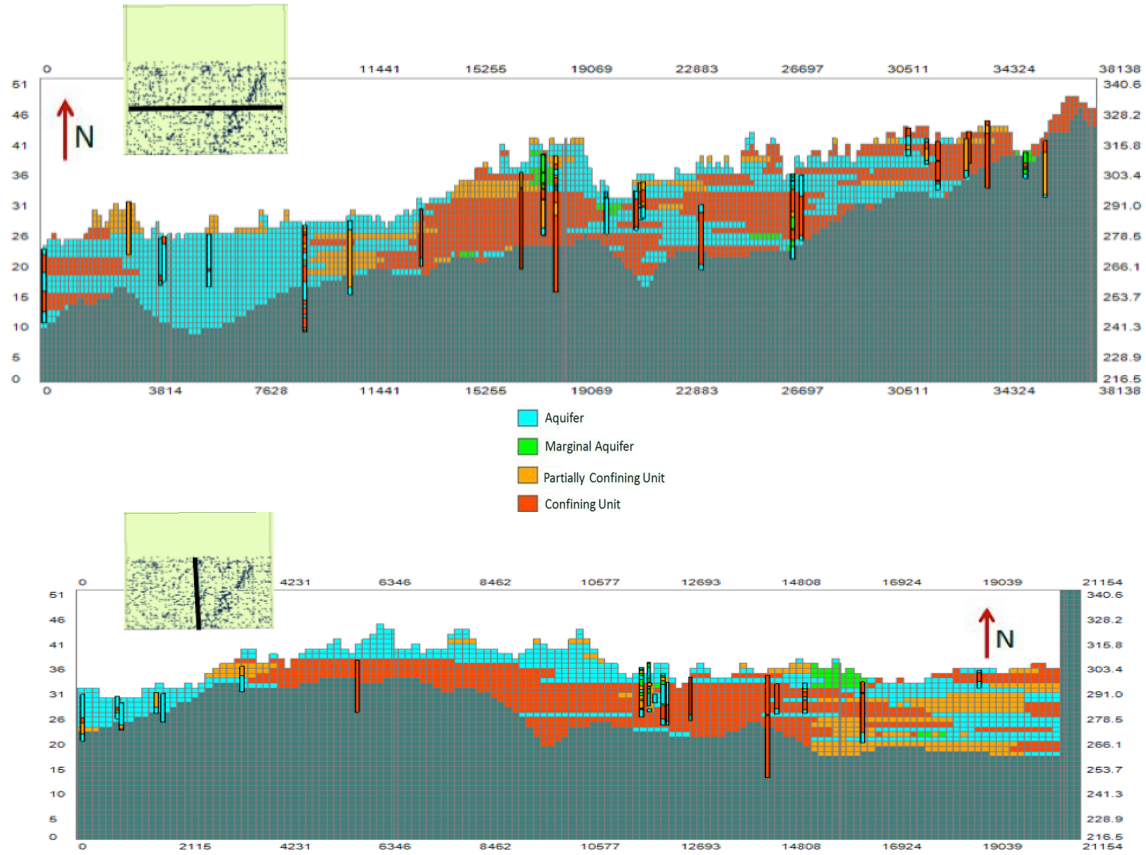 0 11441 15255 19069 22883 26697 30511 34324 38138
51 340.6
46 328.2
N
41 315.8
36 303.4
31 291.0
26 278.5
20 266.1
15 253.7
10 241.3
5 228.9
0 216.5
0 3814 7628 11441 15255 19069 22883 26697 30511 34324 38138
Aquifer
Marginal Aquifer
Partially Confining Unit
Confining Unit
0 4231 6346 8462 10577 12693 14808 16924 19039 21154
51 340.6
46 328.2
N
41 315.8
36 303.4
31 291.0
26 278.5
20 266.1
15 253.7
10 241.3
5 228.9
0 216.5
0 2115 4231 6346 8462 10577 12693 14808 16924 19039 21154